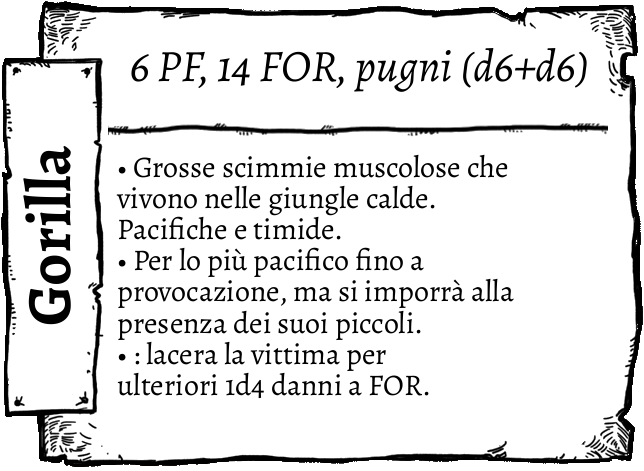 6 PF, 14 FOR, pugni (d6+d6)
Gorilla
• Grosse scimmie muscolose che
vivono nelle giungle calde.
Pacifiche e timide.
• Per lo più pacifico fino a
provocazione, ma si imporrà alla
presenza dei suoi piccoli.
• : lacera la vittima per
ulteriori 1d4 danni a FOR.